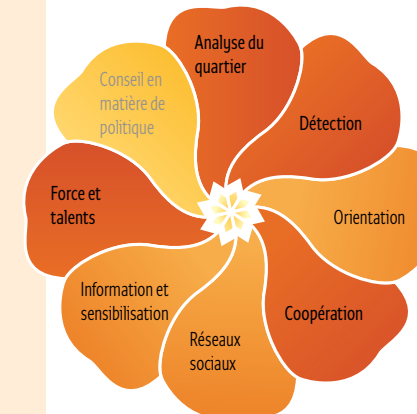 Analyse du
quartier
Détection
Orientation
Coopération
Réseaux
sociaux
Information et
sensibilisation
Force et
talents
Conseil en
matière de
politique